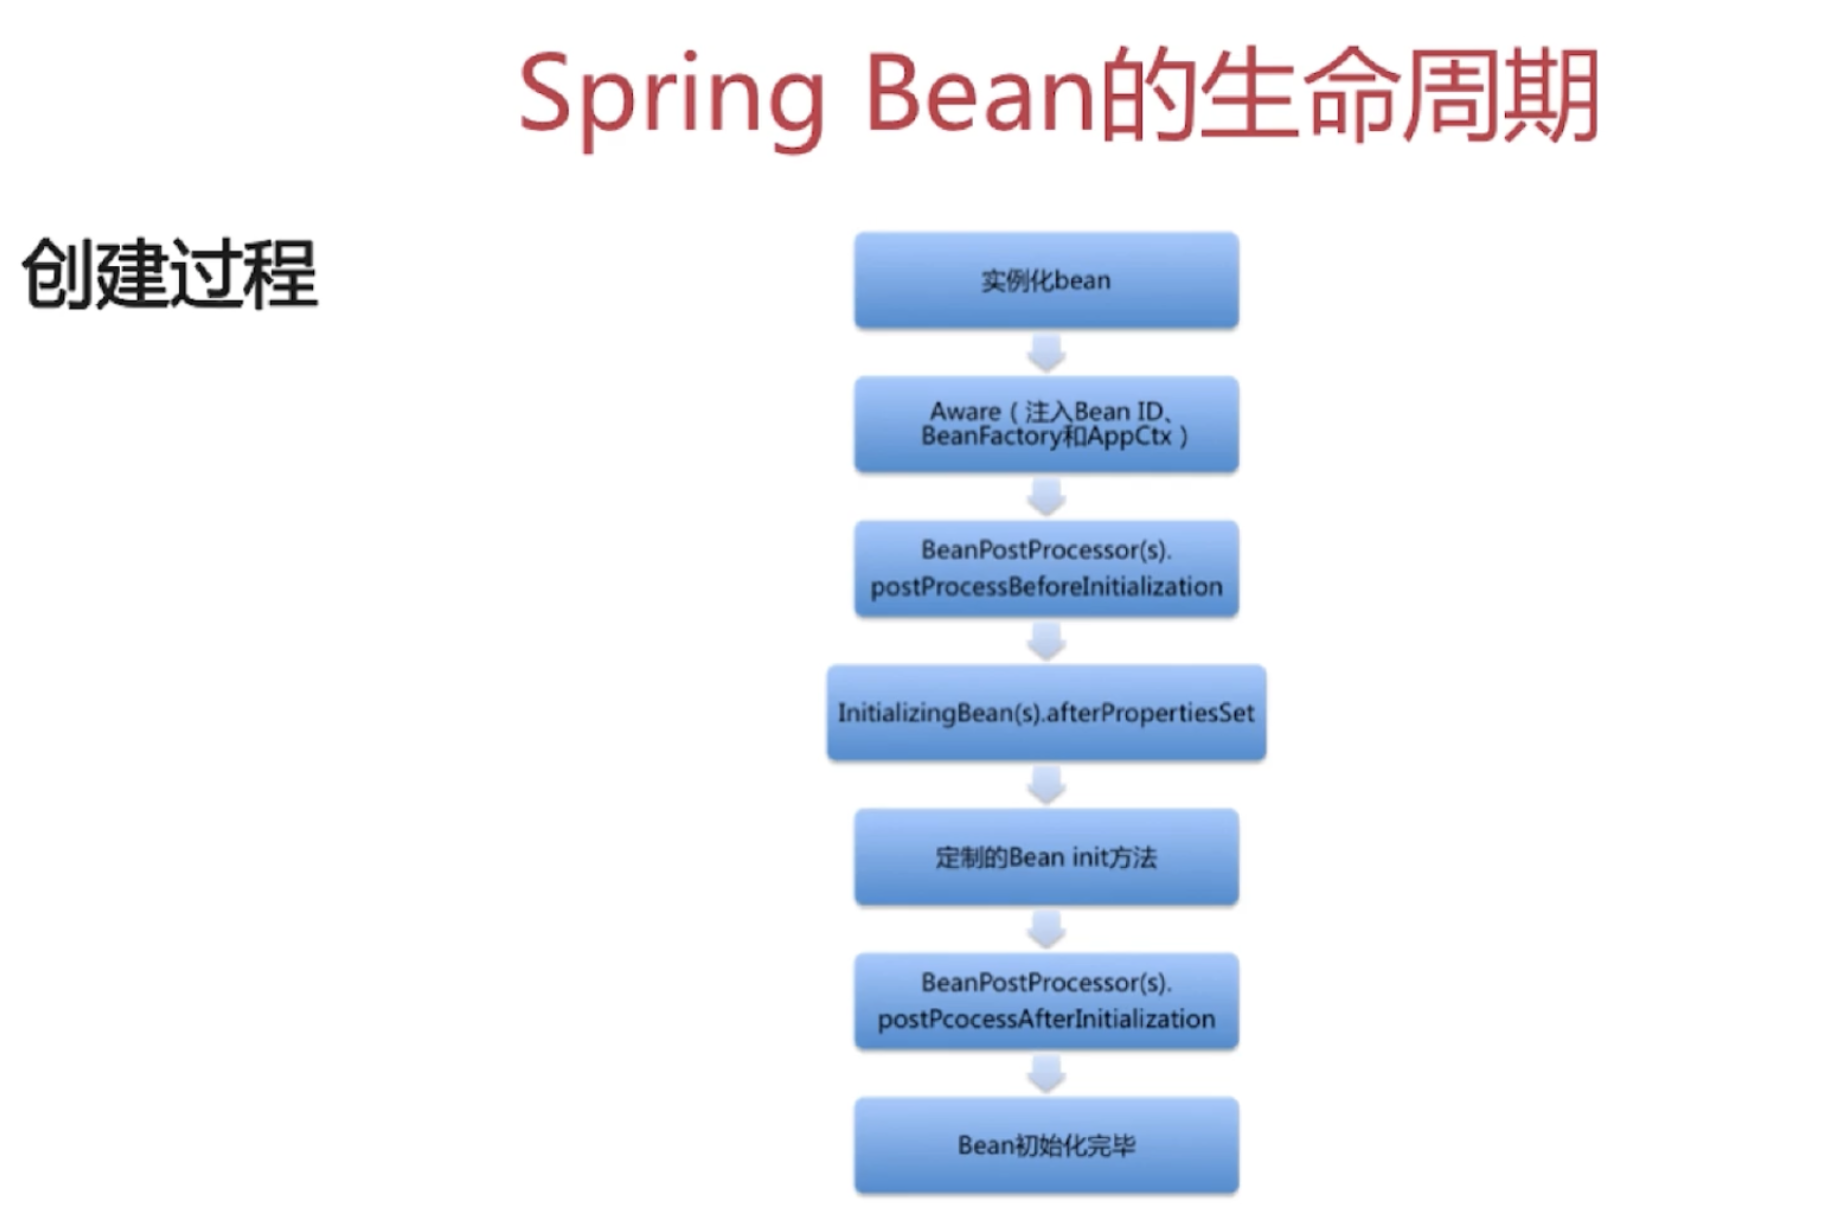 Spring Bean的生命周期
创建过程
实例化bean
Aware（注入Bean ID、
BeanFactory和AppCtx）
BeanPostProcessor(s).
postProcessBeforeInitialization
InitializingBean(s).afterPropertiesSet
定制的Bean init方法
BeanPostProcessor(s).
postPcocessAfterInitialization
Bean初始化完毕